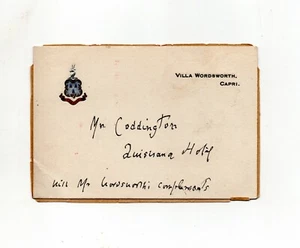 VILLA WORDSWORTH,
CAPRI.
Mr Coddington
Quisisana Hotel
with Mr Wordsworth's compliments